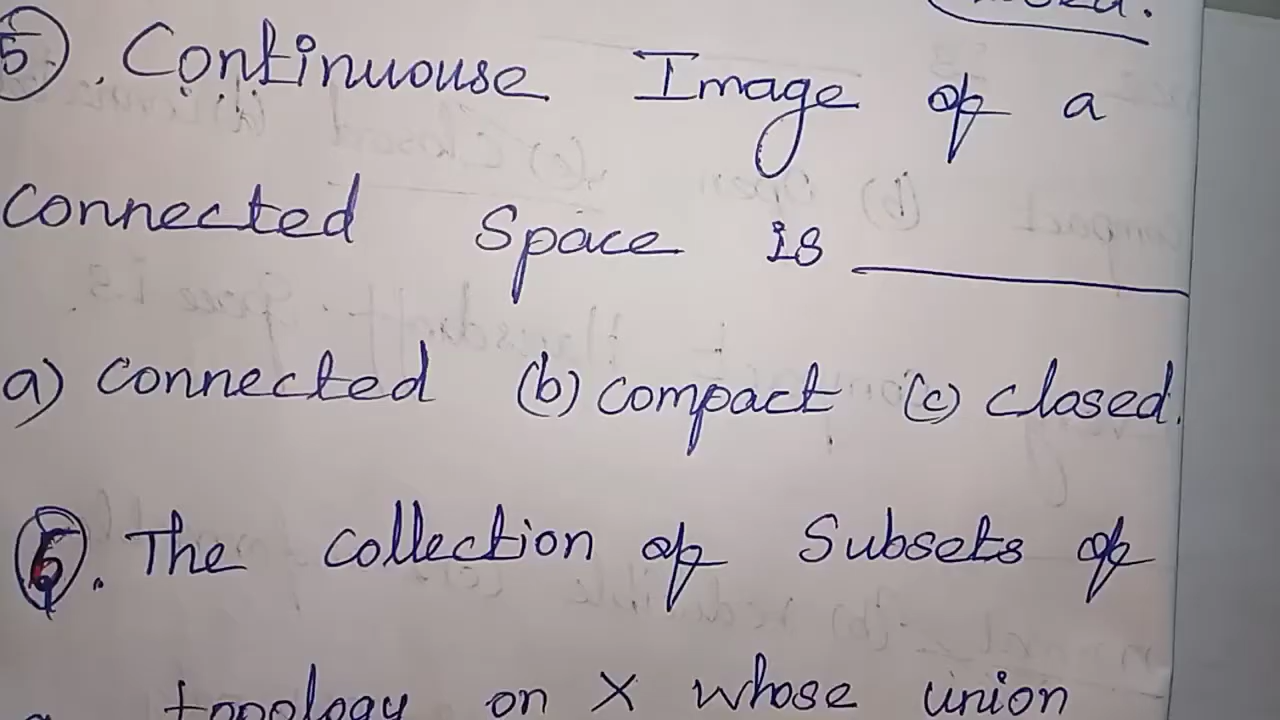 5). Continuouse Image of a
connected Space is ________
a) connected (b) compact (c) closed.
6. The collection of Subsets of
topology on X whose union